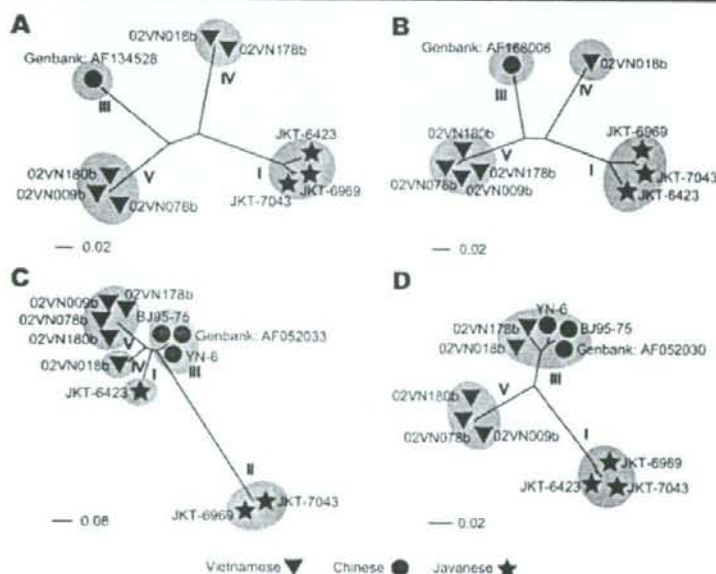 A
02VN018b
02VN178b
Genbank: AF134528
IV
III
JKT-6423
02VN180b
V
I
02VN009b
02VN078b
JKT-7043
JKT-6969
0.02
B
Genbank: AF168008
02VN018b
IV
III
JKT-6969
02VN180b
V
I
JKT-7043
02VN078b
02VN178b
02VN009b
JKT-6423
0.02
C
02VN009b
02VN178b
02VN078b
BJ95-75
Genbank: AF052033
02VN180b
V
YN-6
02VN018b
IV
III
I
JKT-6423
II
JKT-7043
JKT-6969
0.06
D
YN-6
02VN178b
BJ95-75
02VN018b
Genbank: AF052030
III
02VN180b
V
02VN078b
02VN009b
I
JKT-6969
JKT-6423
JKT-7043
0.02
Vietnamese Chinese Javanese